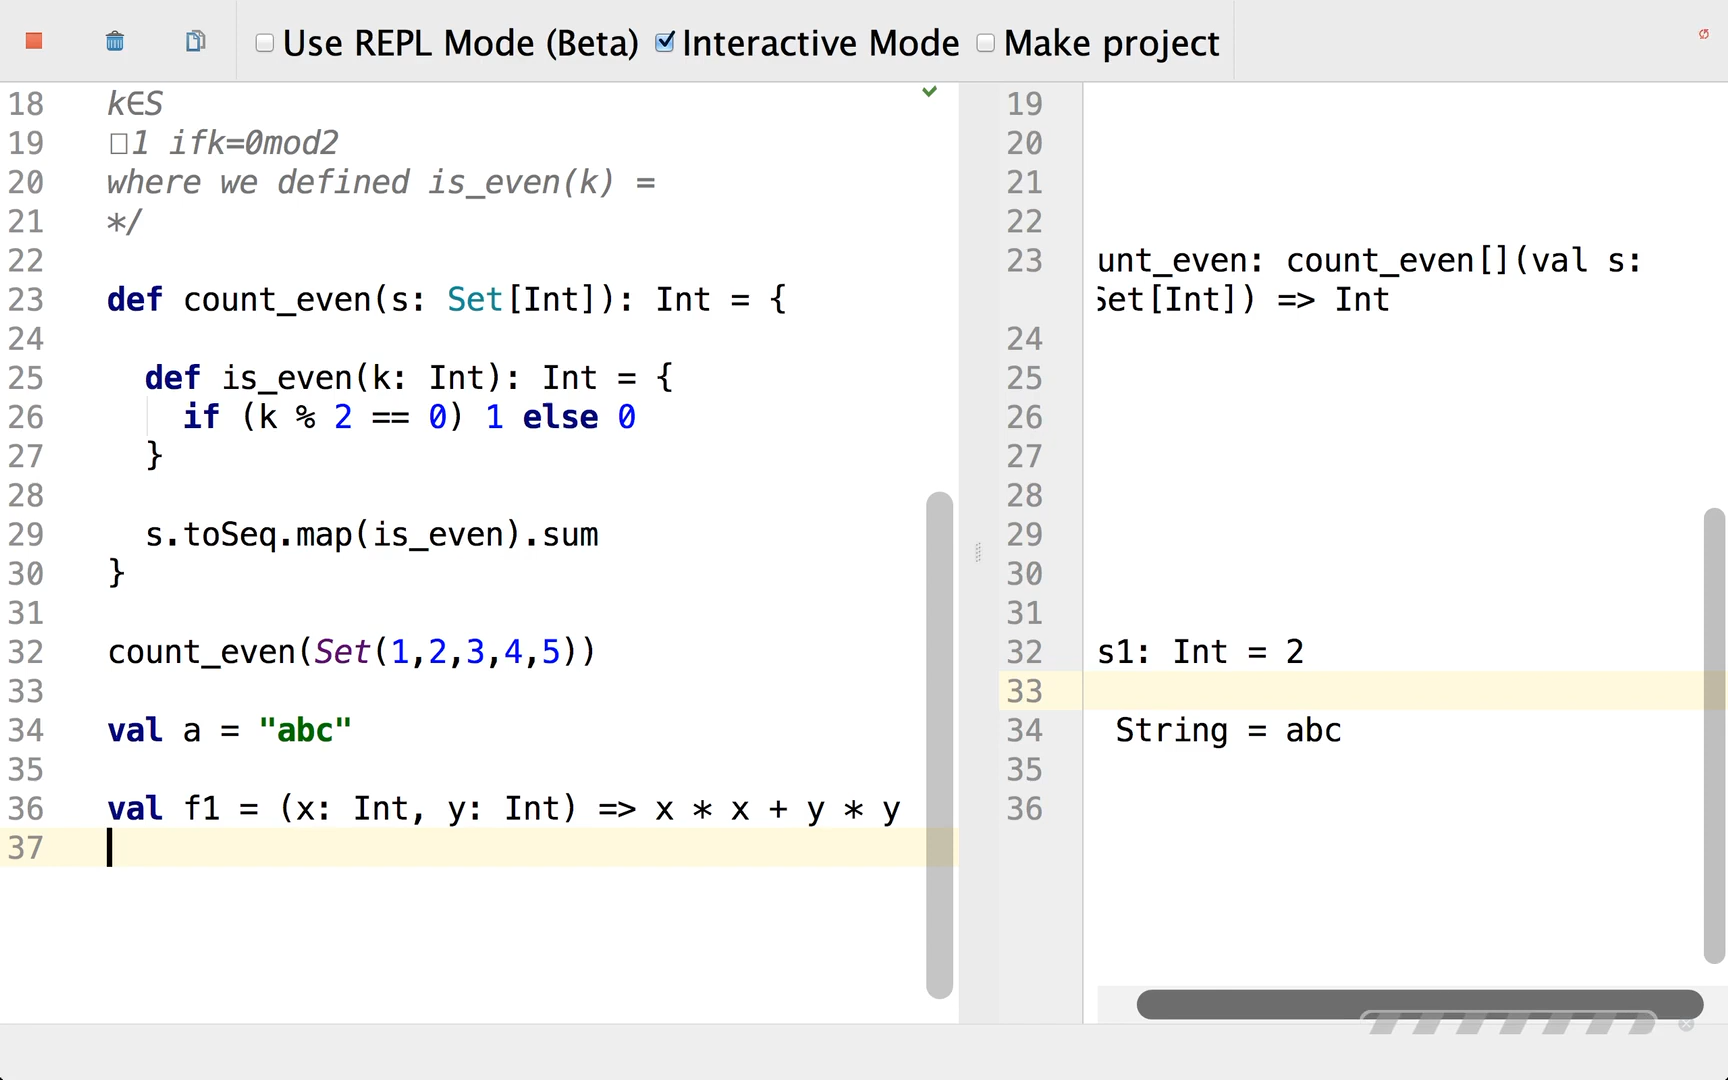 Use REPL Mode (Beta) Interactive Mode Make project
18 k∈S
19 □1 ifk=0mod2
20 where we defined is_even(k) =
21 */
22
23 def count_even(s: Set[Int]): Int = {
24
25 def is_even(k: Int): Int = {
26 if (k % 2 == 0) 1 else 0
27 }
28
29 s.toSeq.map(is_even).sum
30 }
31
32 count_even(Set(1,2,3,4,5))
33
34 val a = "abc"
35
36 val f1 = (x: Int, y: Int) => x * x + y * y
37
19
20
21
22
23 unt_even: count_even[](val s:
Set[Int]) => Int
24
25
26
27
28
29
30
31
32 s1: Int = 2
33
34 String = abc
35
36